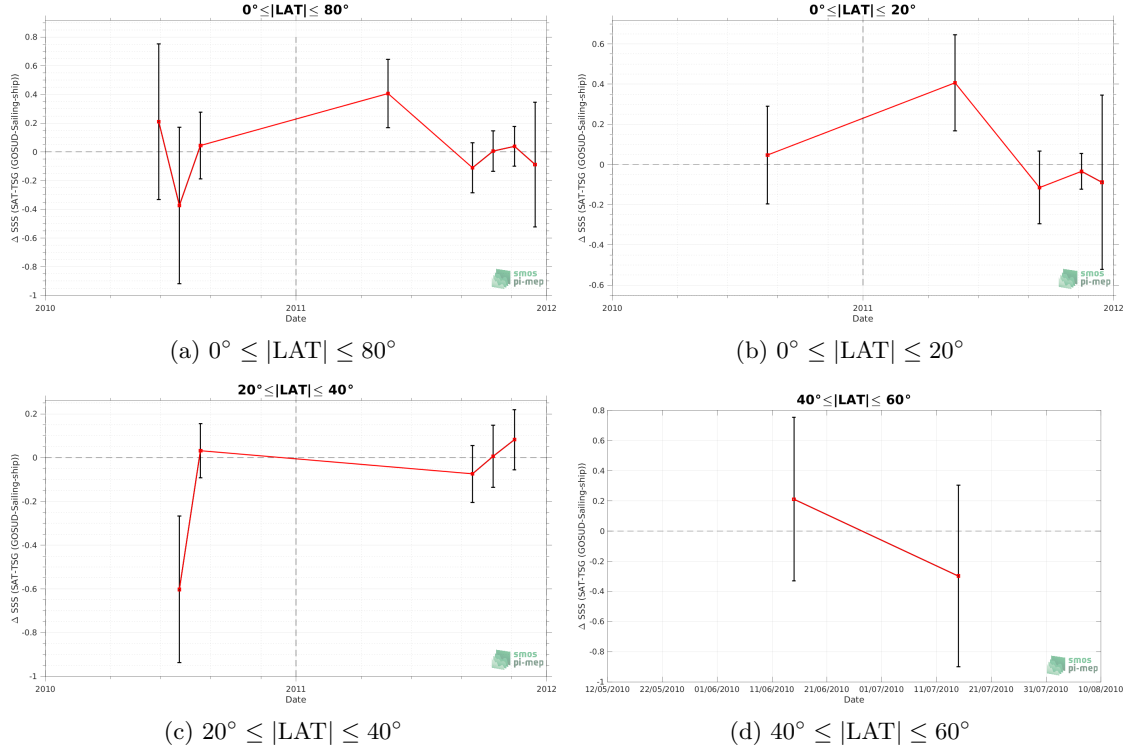 0°≤|LAT|≤ 80°
Δ SSS (SAT-TSG (GOSUD-Sailing-ship))
0.8
0.6
0.4
0.2
0
-0.2
-0.4
-0.6
-0.8
-1
2010
2011
2012
Date
smos
pi-mep
(a) 0° ≤ |LAT| ≤ 80°
0°≤|LAT|≤ 20°
Δ SSS (SAT-TSG (GOSUD-Sailing-ship))
0.6
0.4
0.2
0
-0.2
-0.4
-0.6
2010
2011
2012
Date
smos
pi-mep
(b) 0° ≤ |LAT| ≤ 20°
20°≤|LAT|≤ 40°
Δ SSS (SAT-TSG (GOSUD-Sailing-ship))
0.2
0
-0.2
-0.4
-0.6
-0.8
-1
2010
2011
2012
Date
smos
pi-mep
(c) 20° ≤ |LAT| ≤ 40°
40°≤|LAT|≤ 60°
Δ SSS (SAT-TSG (GOSUD-Sailing-ship))
0.8
0.6
0.4
0.2
0
-0.2
-0.4
-0.6
-0.8
-1
12/05/2010 22/05/2010 01/06/2010 11/06/2010 21/06/2010 01/07/2010 11/07/2010 21/07/2010 31/07/2010 10/08/2010
Date
smos
pi-mep
(d) 40° ≤ |LAT| ≤ 60°